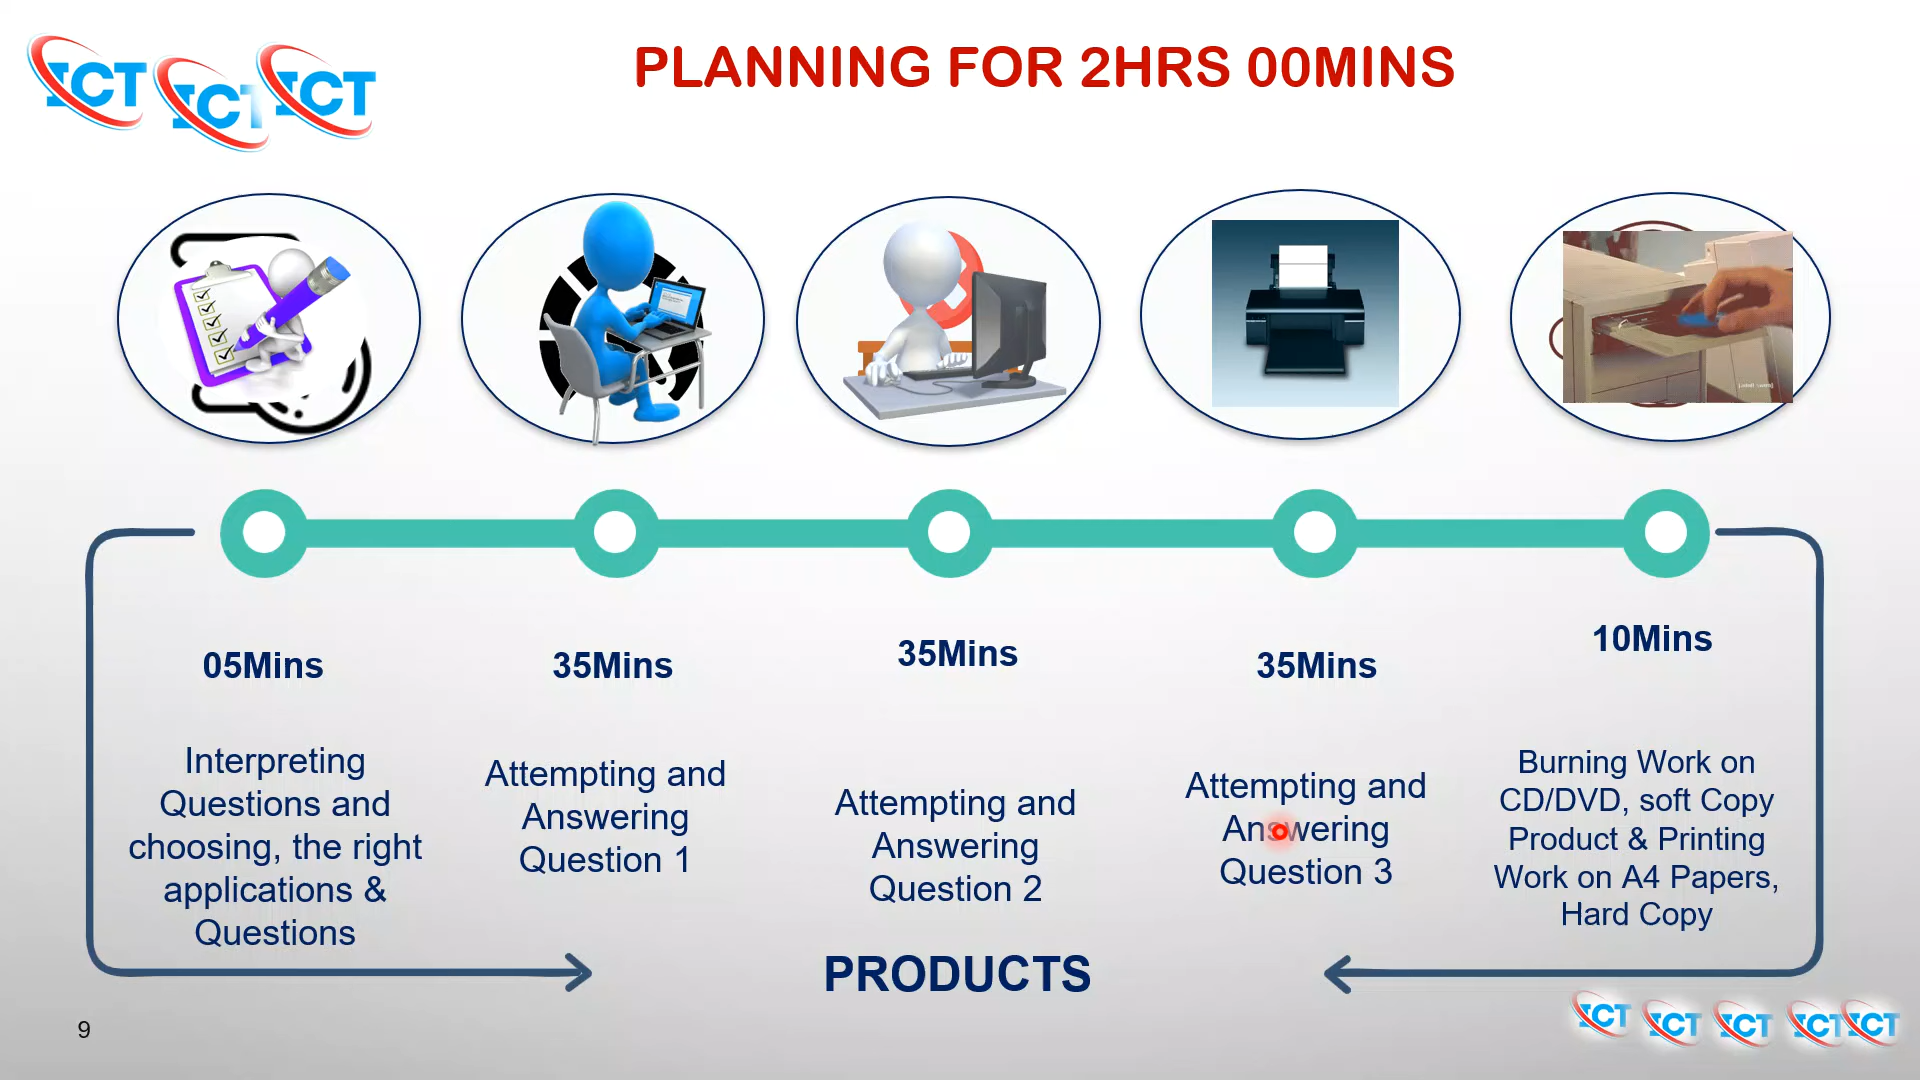 ICT ICT ICT
PLANNING FOR 2HRS 00MINS
05Mins
Interpreting
Questions and
choosing, the right
applications &
Questions
35Mins
Attempting and
Answering
Question 1
35Mins
Attempting and
Answering
Question 2
35Mins
Attempting and
Answering
Question 3
10Mins
Burning Work on
CD/DVD, soft Copy
Product & Printing
Work on A4 Papers,
Hard Copy
PRODUCTS
9
ICT ICT ICT ICT ICT